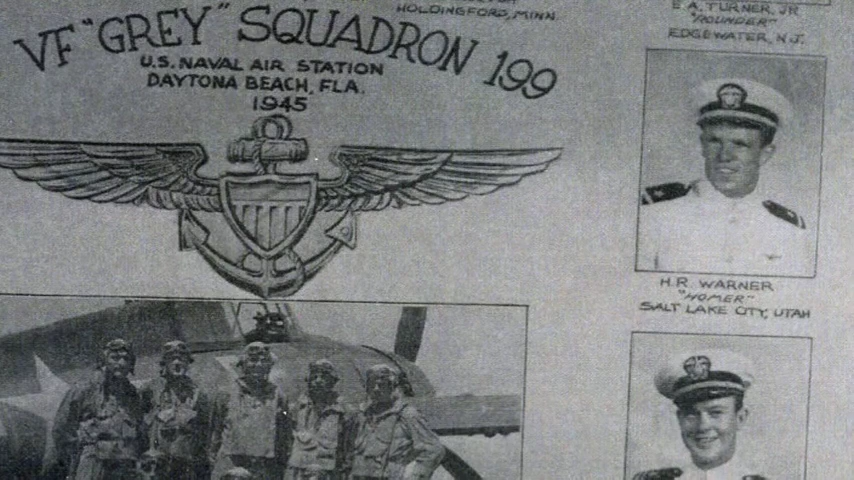 HOLDINGFORD, MINN.
E.A. TURNER, JR.
"ROUNDER"
EDGEWATER, N.J.
VF "GREY" SQUADRON 199
U.S. NAVAL AIR STATION
DAYTONA BEACH, FLA.
1945
H.R. WARNER
"HOMER"
SALT LAKE CITY, UTAH